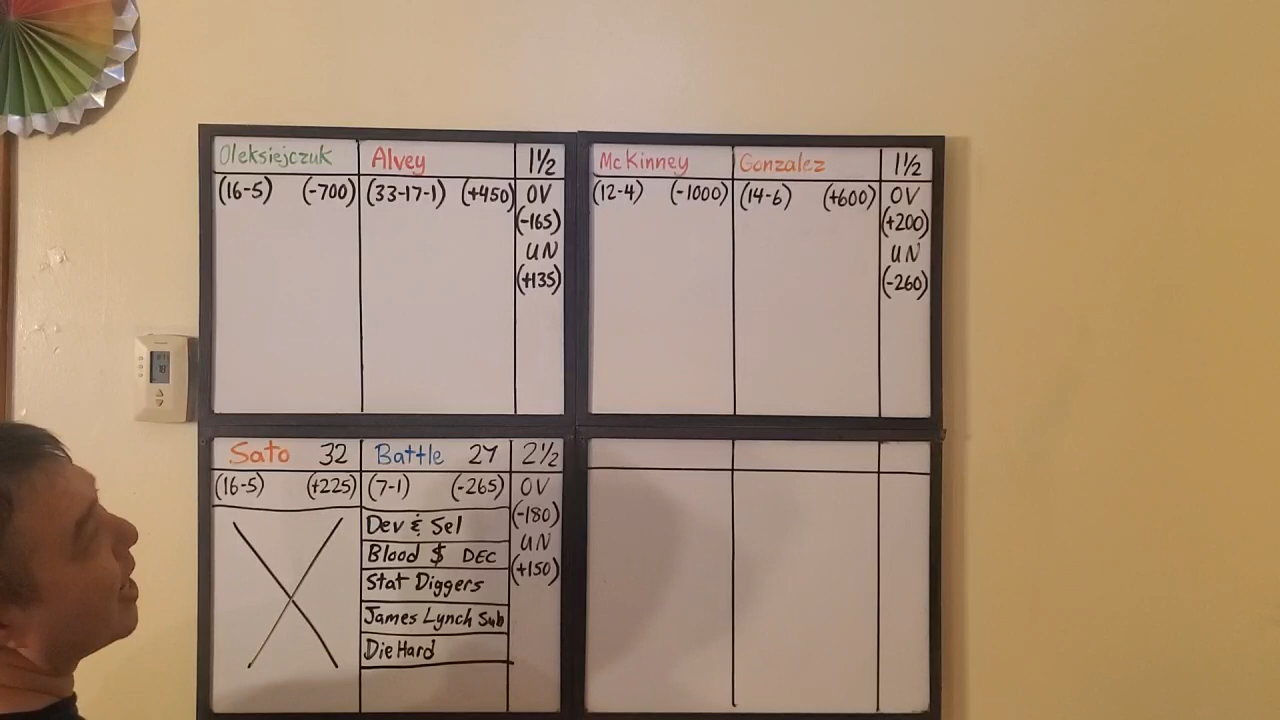 Oleksiejczuk Alvey 1½
(16-5) (-700) (33-17-1) (+450) OV
(-165)
UN
(+135)
McKinney Gonzalez 1½
(12-4) (-1000) (14-6) (+600) OV
(+200)
UN
(-260)
Sato 32 Battle 27 2½
(16-5) (+225) (7-1) (-265) OV
Dev & Sel (-180)
Blood $ DEC UN
Stat Diggers (+150)
James Lynch Sub
Die Hard